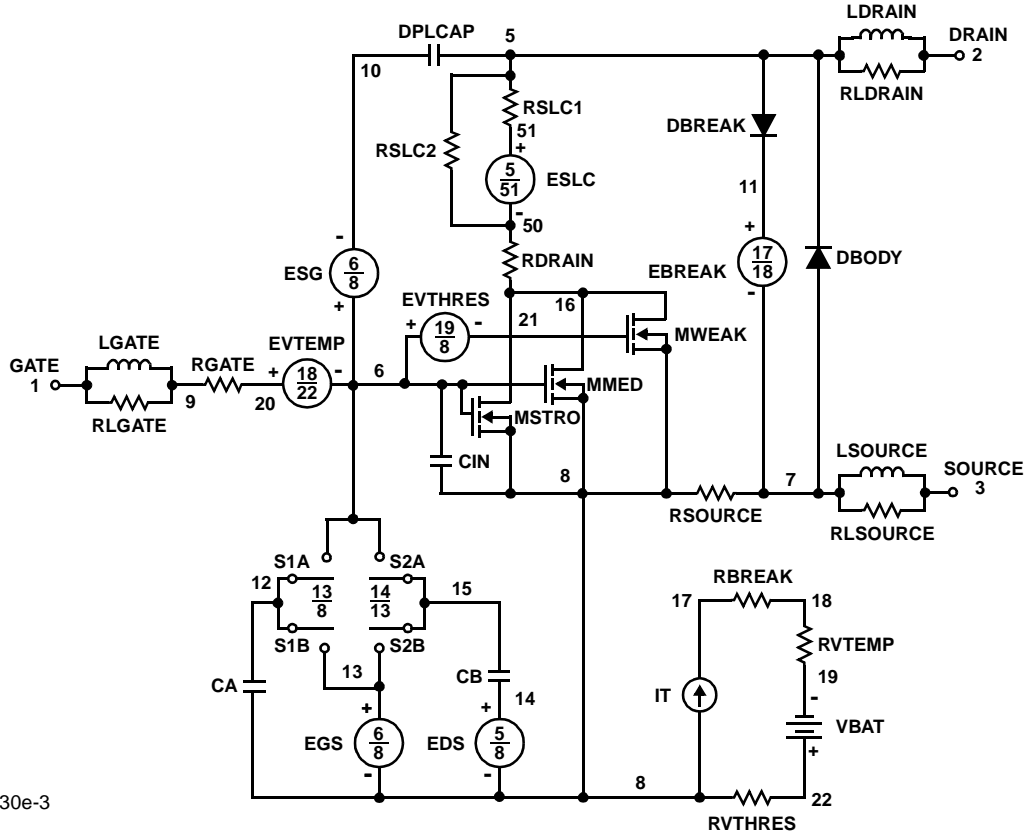 LDRAIN
DPLCAP
5
DRAIN
2
10
RLDRAIN
RSLC1
DBREAK
51
+
RSLC2
5
51
ESLC
11
-
50
-
+
17
18
RDRAIN
EBREAK
DBODY
6
8
ESG
-
16
EVTHRES
+
21
+
19
8
-
MWEAK
LGATE
EVTEMP
GATE
1
RGATE
+
18
22
-
6
MMED
9
20
MSTRO
RLGATE
LSOURCE
CIN
8
7
SOURCE
3
RSOURCE
RLSOURCE
S1A
S2A
12
13
8
14
13
15
RBREAK
17
18
S1B
S2B
RVTEMP
13
CB
19
CA
14
-
IT
+
+
VBAT
EGS
6
8
EDS
5
8
+
-
-
8
22
30e-3
RVTHRES